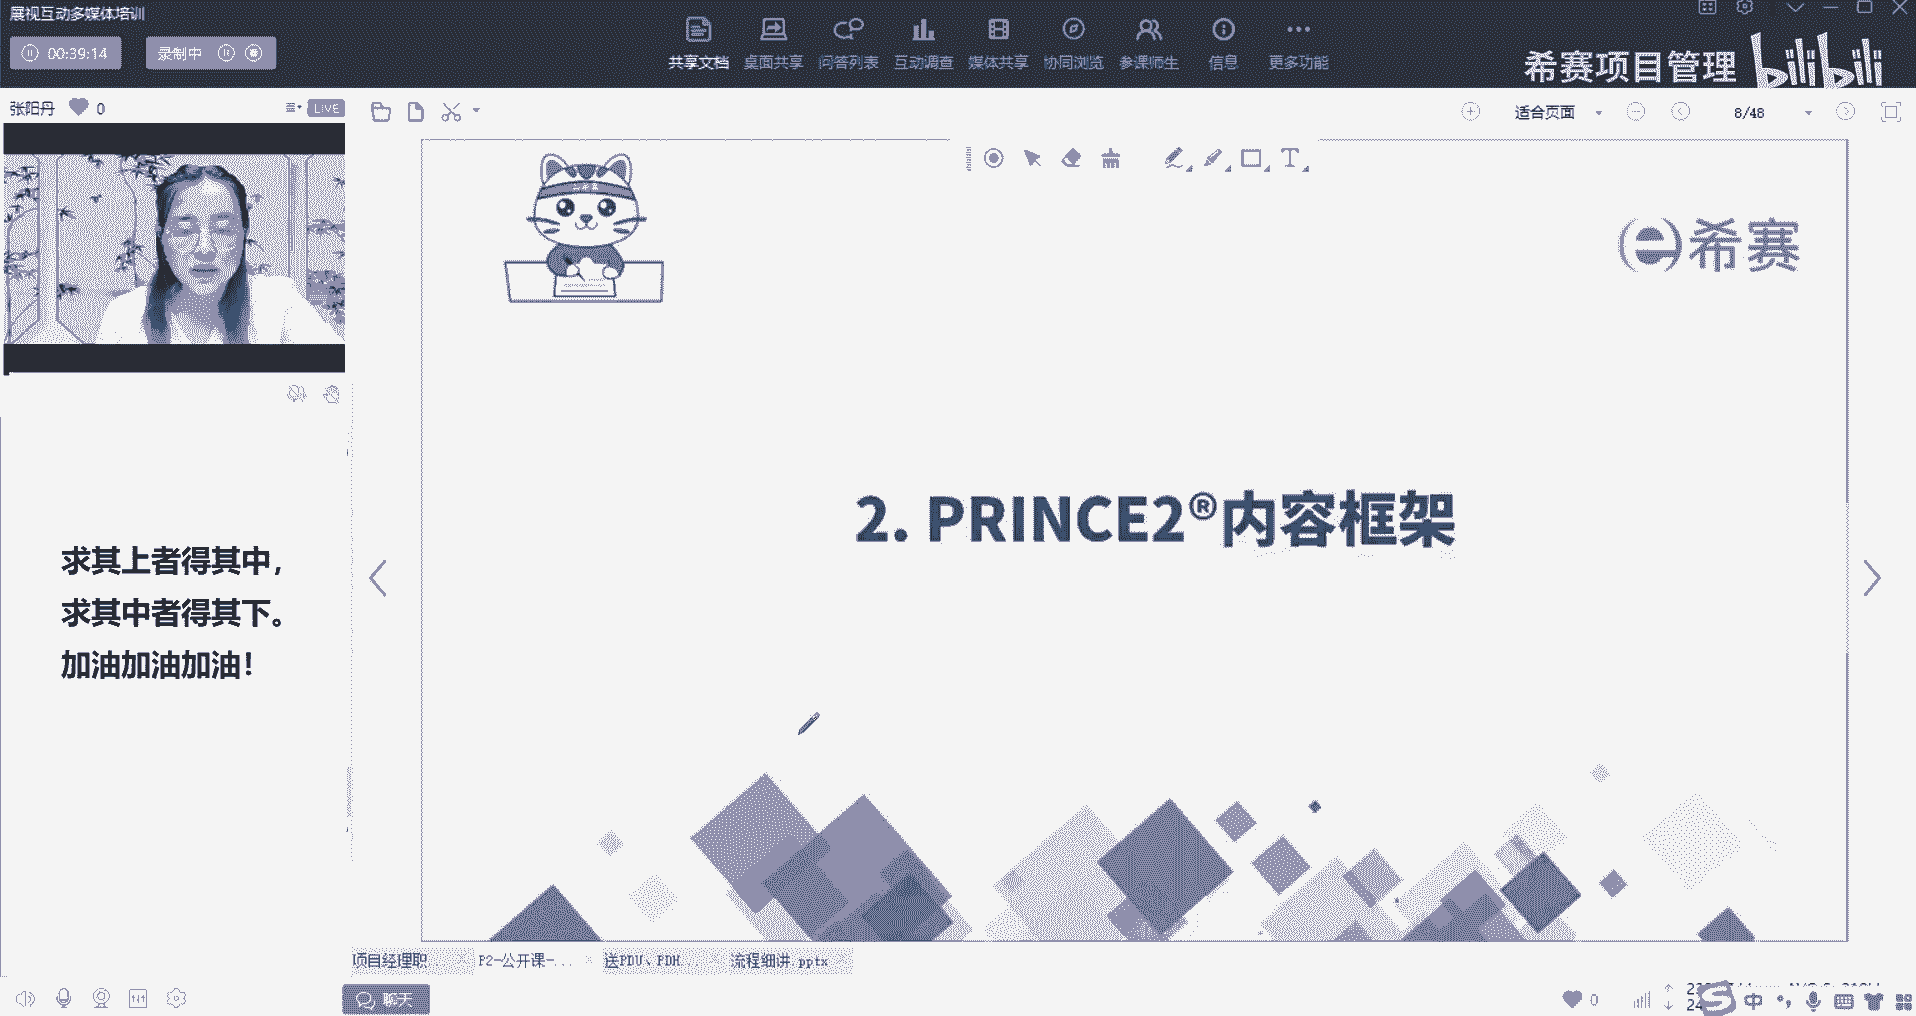 展视互动多媒体培训
00:39:14
录制中
共享文档
桌面共享
问答列表
互动调查
媒体共享
协同浏览
参课师生
信息
更多功能
希赛项目管理
bilibili
张阳丹
0
LIVE
适合页面
8/48
希赛
2. PRINCE2®内容框架
求其上者得其中，
求其中者得其下。
加油加油加油！
项目经理职
P2-公开课-...
送PDU、PDH...
流程细讲.pptx
聊天
0
中